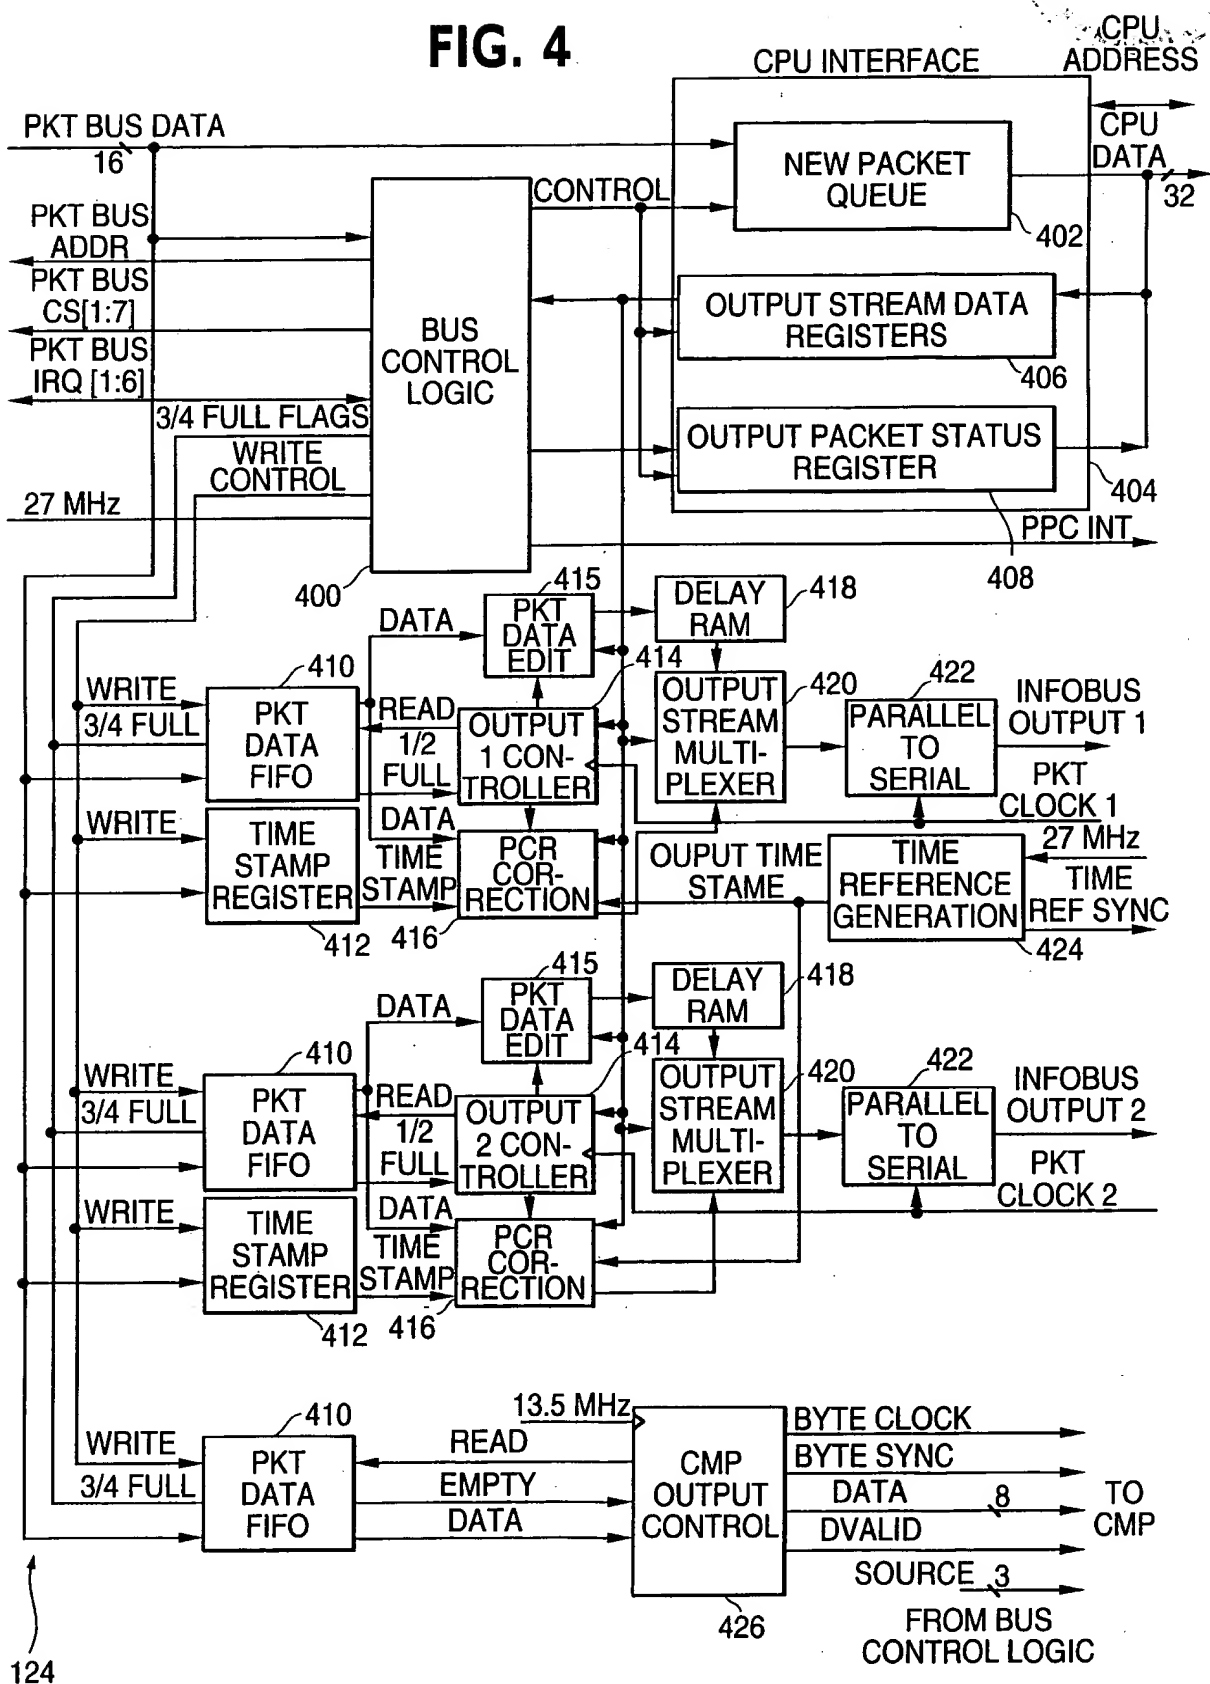 FIG. 4
CPU
ADDRESS
CPU INTERFACE
PKT BUS DATA
16
CPU
DATA
32
NEW PACKET
QUEUE
402
CONTROL
PKT BUS
ADDR
PKT BUS
CS[1:7]
PKT BUS
IRQ [1:6]
BUS
CONTROL
LOGIC
OUTPUT STREAM DATA
REGISTERS
406
3/4 FULL FLAGS
WRITE
CONTROL
OUTPUT PACKET STATUS
REGISTER
404
27 MHz
PPC INT
400
408
415
PKT
DATA
EDIT
DATA
DELAY
RAM
418
414
410
WRITE
3/4 FULL
PKT
DATA
FIFO
READ
1/2
FULL
OUTPUT
1 CON-
TROLLER
OUTPUT
STREAM
MULTI-
PLEXER
420
422
PARALLEL
TO
SERIAL
INFOBUS
OUTPUT 1
PKT
CLOCK 1
WRITE
TIME
STAMP
REGISTER
412
DATA
TIME
STAMP
416
PCR
COR-
RECTION
OUPUT TIME
STAME
TIME
REFERENCE
GENERATION
27 MHz
TIME
REF SYNC
424
415
PKT
DATA
EDIT
DATA
DELAY
RAM
418
414
410
WRITE
3/4 FULL
PKT
DATA
FIFO
READ
1/2
FULL
OUTPUT
2 CON-
TROLLER
OUTPUT
STREAM
MULTI-
PLEXER
420
422
PARALLEL
TO
SERIAL
INFOBUS
OUTPUT 2
PKT
CLOCK 2
WRITE
TIME
STAMP
REGISTER
412
DATA
TIME
STAMP
416
PCR
COR-
RECTION
410
WRITE
3/4 FULL
PKT
DATA
FIFO
13.5 MHz
READ
EMPTY
DATA
CMP
OUTPUT
CONTROL
426
BYTE CLOCK
BYTE SYNC
DATA
8
DVALID
TO
CMP
SOURCE
3
FROM BUS
CONTROL LOGIC
124